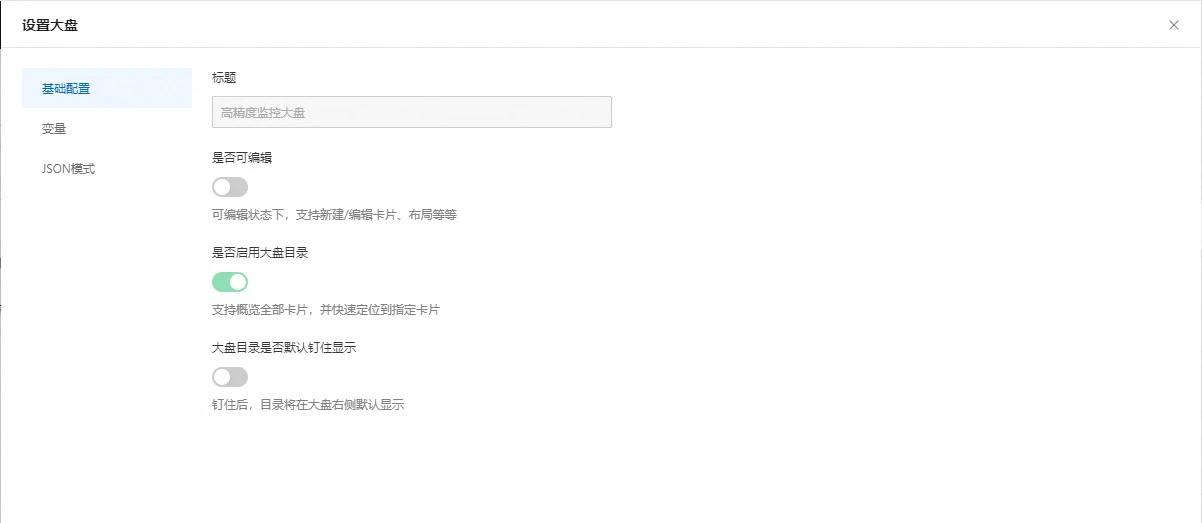 设置大盘
基础配置
变量
JSON模式
标题
高精度监控大盘
是否可编辑
可编辑状态下，支持新建/编辑卡片、布局等等
是否启用大盘目录
支持概览全部卡片，并快速定位到指定卡片
大盘目录是否默认钉住显示
钉住后，目录将在大盘右侧默认显示